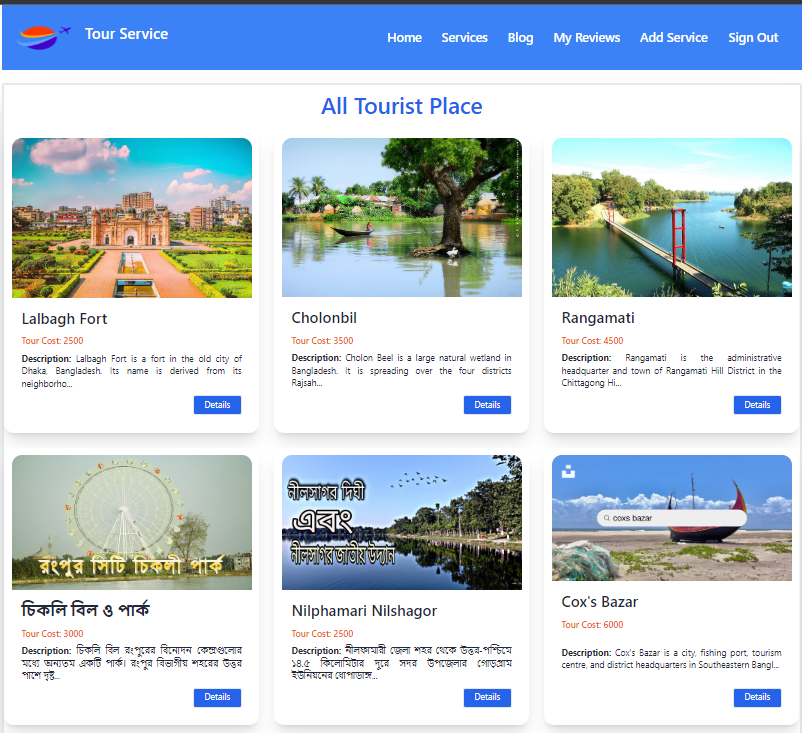 Tour Service
Home Services Blog My Reviews Add Service Sign Out
All Tourist Place
Lalbagh Fort
Tour Cost: 2500
Description: Lalbagh Fort is a fort in the old city of
Dhaka, Bangladesh. Its name is derived from its
neighborho...
Details
Cholonbil
Tour Cost: 3500
Description: Cholon Beel is a large natural wetland in
Bangladesh. It is spreading over the four districts
Rajsah...
Details
Rangamati
Tour Cost: 4500
Description: Rangamati is the administrative
headquarter and town of Rangamati Hill District in the
Chittagong Hi...
Details
রংপুর সিটি চিকলী পার্ক
চিকলি বিল ও পার্ক
Tour Cost: 3000
Description: চিকলি বিল রংপুরের বিনোদন কেন্দ্রগুলোর
মধ্যে অন্যতম একটি পার্ক। রংপুর বিভাগীয় শহরের উত্তর
পাশে দৃষ্ট...
Details
নীলসাগর দিঘী
এবং
নীলসাগর জাতীয় উদ্যান
Nilphamari Nilshagor
Tour Cost: 2500
Description: নীলফামারী জেলা শহর থেকে উত্তর-পশ্চিমে
১৪.৫ কিলোমিটার দূরে সদর উপজেলার গোড়গ্রাম
ইউনিয়নের ধোপাডাঙ্গ...
Details
coxs bazar
Cox's Bazar
Tour Cost: 6000
Description: Cox's Bazar is a city, fishing port, tourism
centre, and district headquarters in Southeastern Bangl...
Details